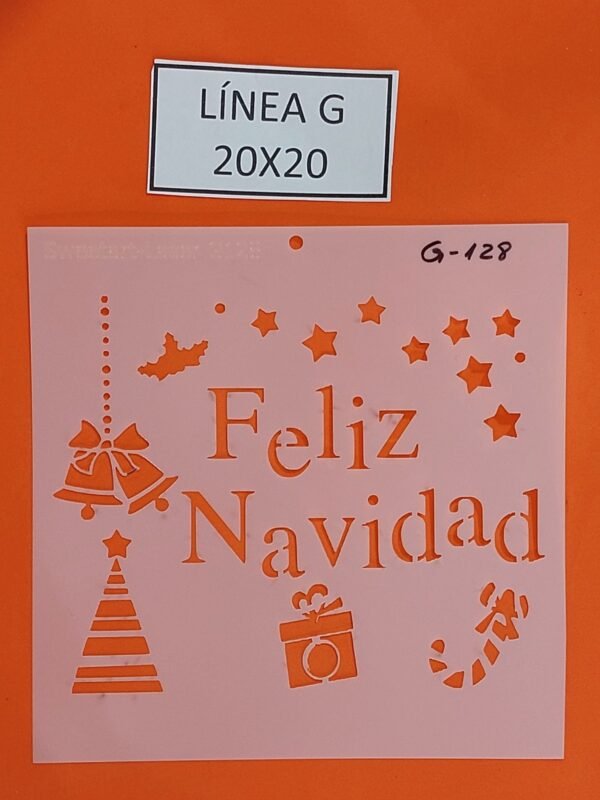 LÍNEA G
20X20
G-128
Feliz
Navidad